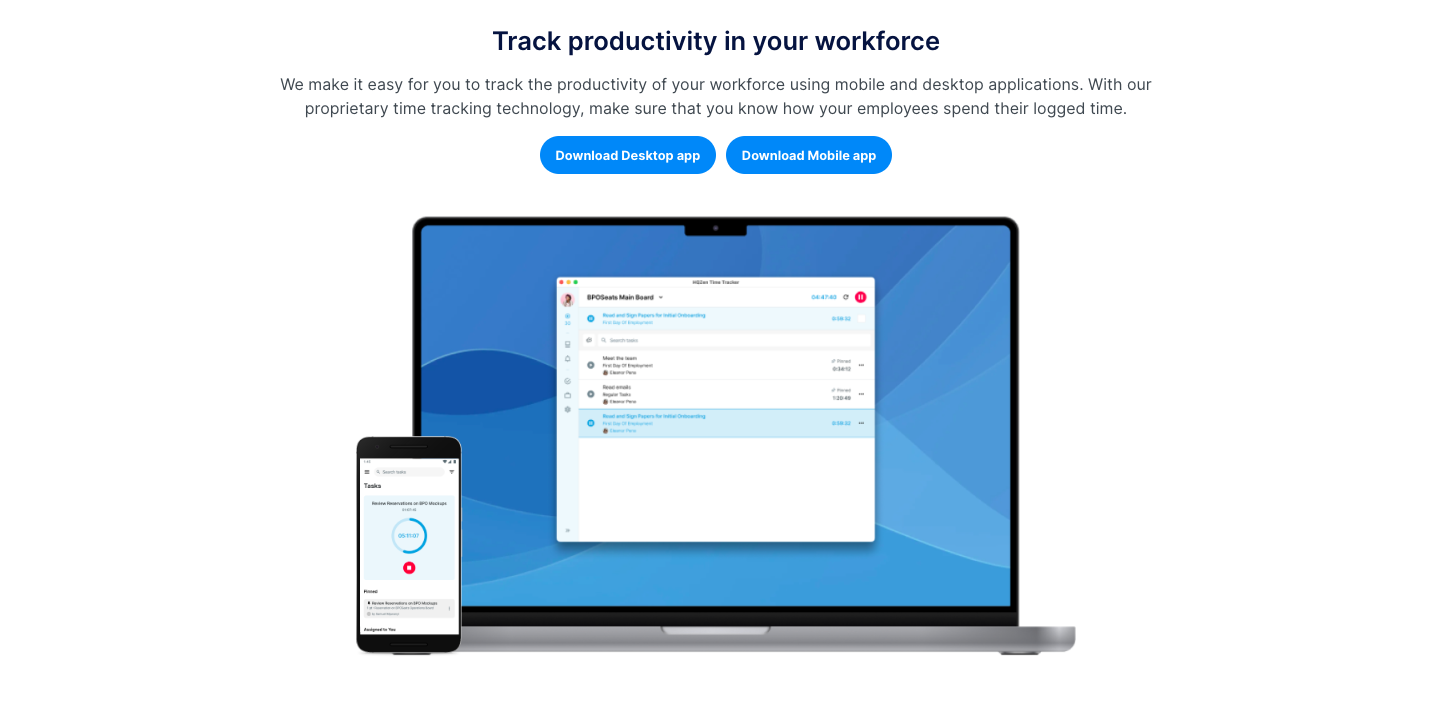 Track productivity in your workforce
We make it easy for you to track the productivity of your workforce using mobile and desktop applications. With our
proprietary time tracking technology, make sure that you know how your employees spend their logged time.
Download Desktop app
Download Mobile app
HQZen Time Tracker
BPOSeats Main Board
04:47:40
Read and Sign Papers for Initial Onboarding
First Day Of Employment
0:59:32
Search tasks
Meet the team
Pinned
First Day Of Employment
0:34:12
Eleanor Pena
Read emails
Pinned
Regular Tasks
1:20:49
Eleanor Pena
Read and Sign Papers for Initial Onboarding
First Day Of Employment
0:59:32
Eleanor Pena
Search tasks
Tasks
Review Reservations on BPO Mockups
05:11:07
Pinned
Review Reservations on BPO Mockups
Assigned to You